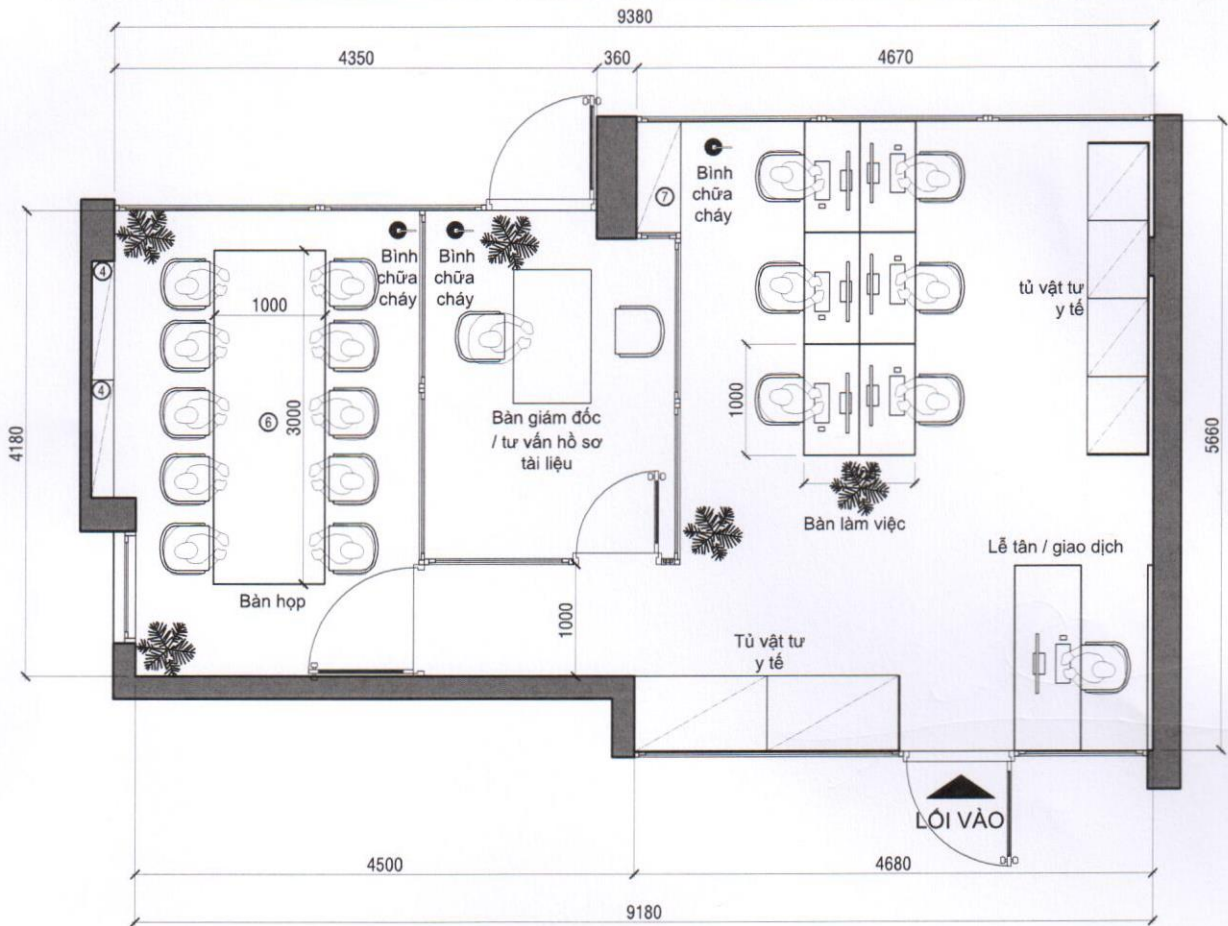 9380
4350
360
4670
Bình
chữa
cháy
7
Bình
chữa
cháy
Bình
chữa
cháy
4
4
1000
3000
6
tủ vật tư
y tế
4180
5660
1000
Bàn giám đốc
/ tư vấn hồ sơ
tài liệu
Bàn làm việc
Lễ tân / giao dịch
Bàn họp
1000
Tủ vật tư
y tế
LỐI VÀO
4500
4680
9180